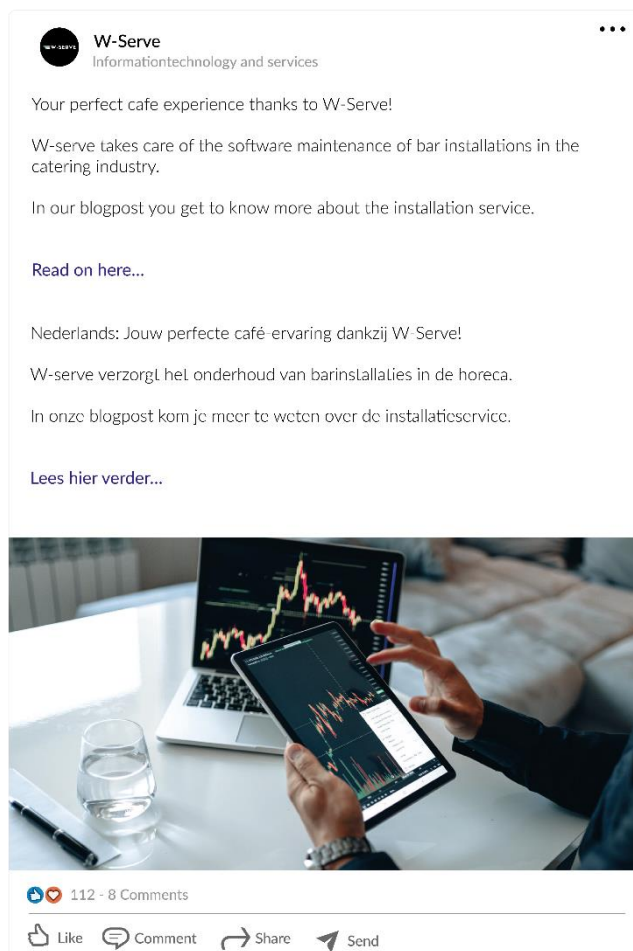 W-Serve
Informationtechnology and services
Your perfect cafe experience thanks to W-Serve!
W-serve takes care of the software maintenance of bar installations in the
catering industry.
In our blogpost you get to know more about the installation service.
Read on here...
Nederlands: Jouw perfecte café-ervaring dankzij W-Serve!
W-serve verzorgt het onderhoud van barinstallaties in de horeca.
In onze blogpost kom je meer te weten over de installatieservice.
Lees hier verder...
112 - 8 Comments
Like Comment Share Send